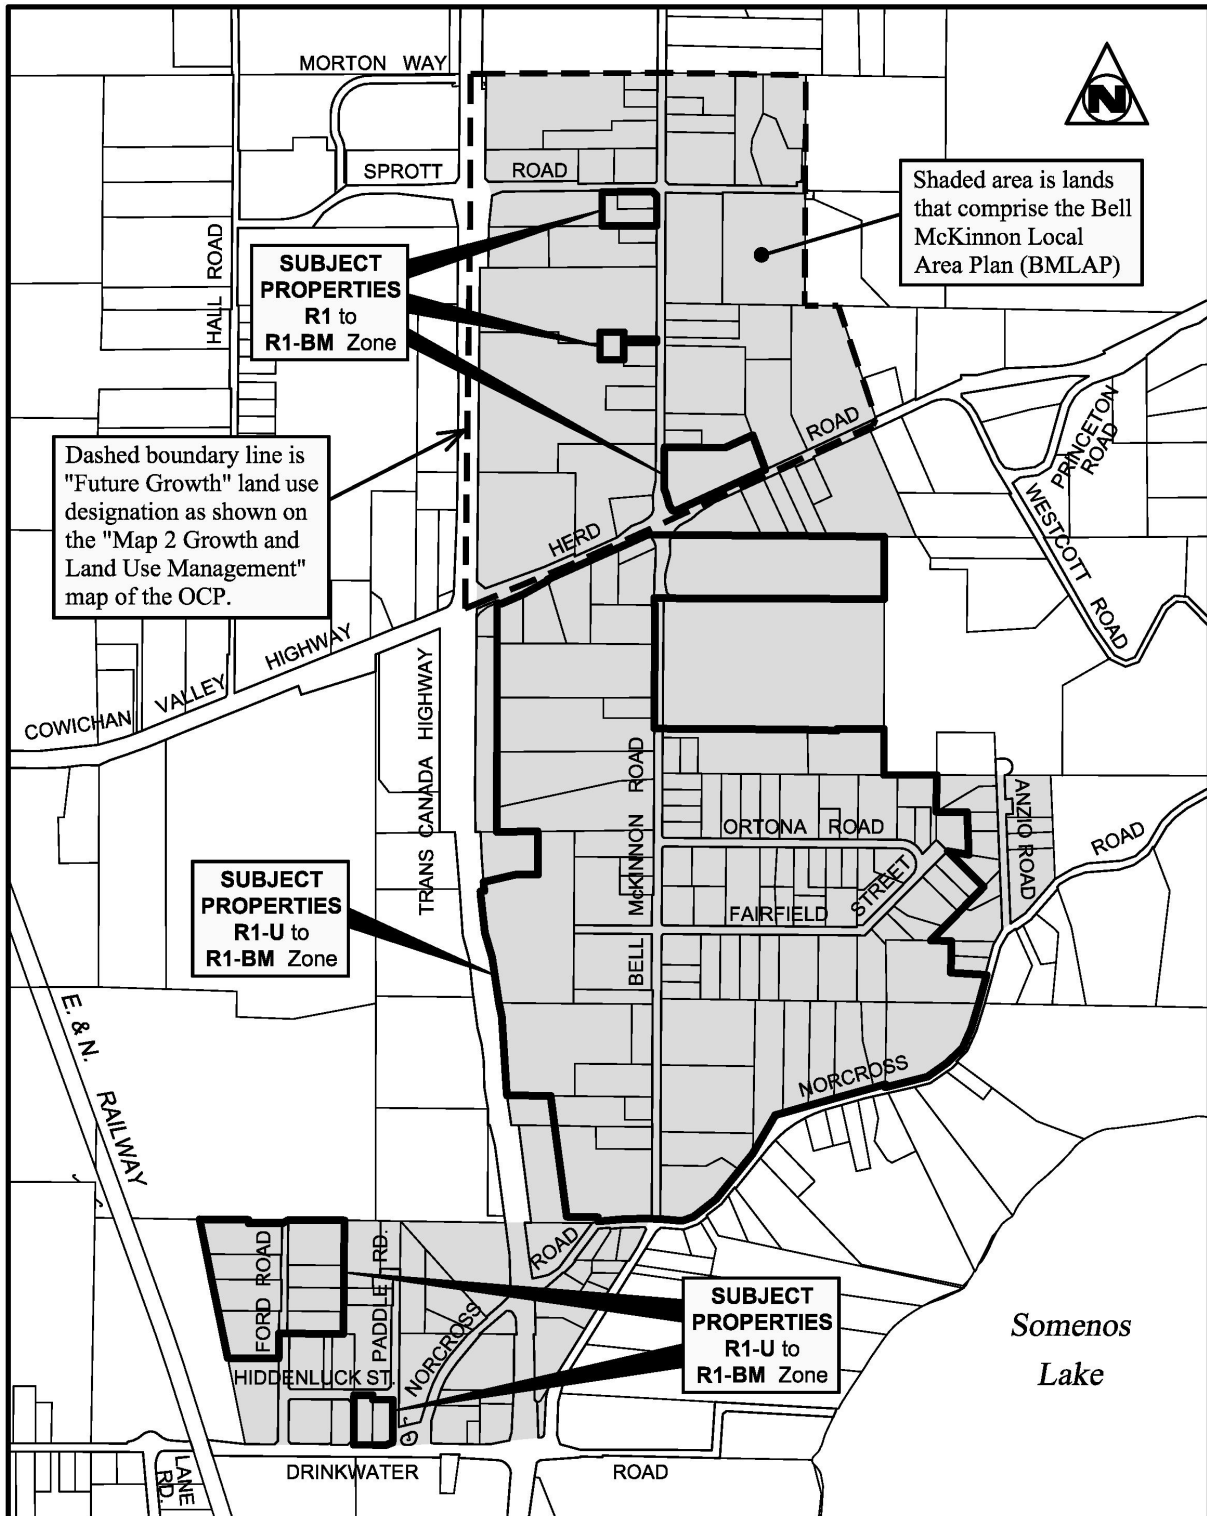 MORTON WAY
N
SPROTT ROAD
Shaded area is lands
that comprise the Bell
McKinnon Local
Area Plan (BMLAP)
HALL ROAD
SUBJECT
PROPERTIES
R1 to
R1-BM Zone
Dashed boundary line is
"Future Growth" land use
designation as shown on
the "Map 2 Growth and
Land Use Management"
map of the OCP.
HERD ROAD
PRINCETON
ROAD
WESTCOTT ROAD
COWICHAN VALLEY HIGHWAY
TRANS CANADA HIGHWAY
BELL McKINNON ROAD
ORTONA ROAD
ANZIO ROAD
ROAD
FAIRFIELD STREET
SUBJECT
PROPERTIES
R1-U to
R1-BM Zone
E. & N. RAILWAY
NORCROSS
ROAD
FORD ROAD
PADDLE RD.
NORCROSS
HIDDENLUCK ST.
SUBJECT
PROPERTIES
R1-U to
R1-BM Zone
Somenos
Lake
DRINKWATER ROAD
LANE
RD.